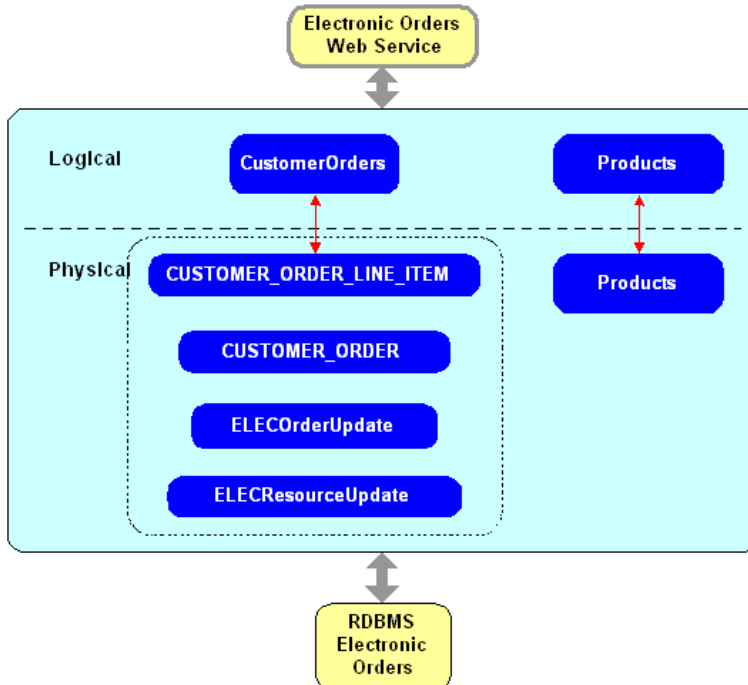 Electronic Orders
Web Service
Logical
CustomerOrders
Products
Physical
CUSTOMER_ORDER_LINE_ITEM
Products
CUSTOMER_ORDER
ELECOrderUpdate
ELECResourceUpdate
RDBMS
Electronic
Orders